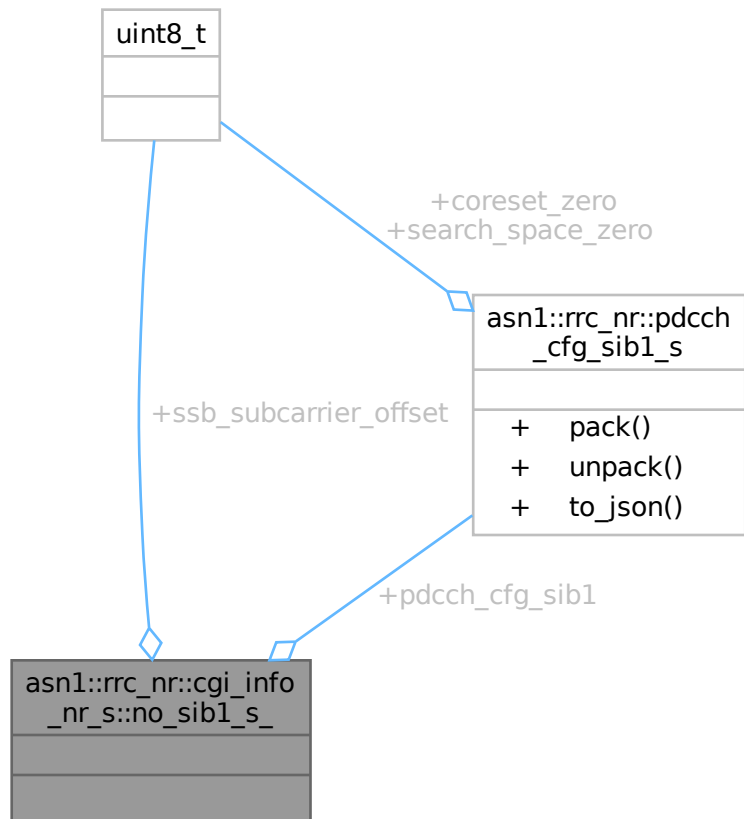 uint8_t
+coreset_zero
+search_space_zero
asn1::rrc_nr::pdcch
_cfg_sib1_s
+ pack()
+ unpack()
+ to_json()
+ssb_subcarrier_offset
+pdcch_cfg_sib1
asn1::rrc_nr::cgi_info
_nr_s::no_sib1_s_